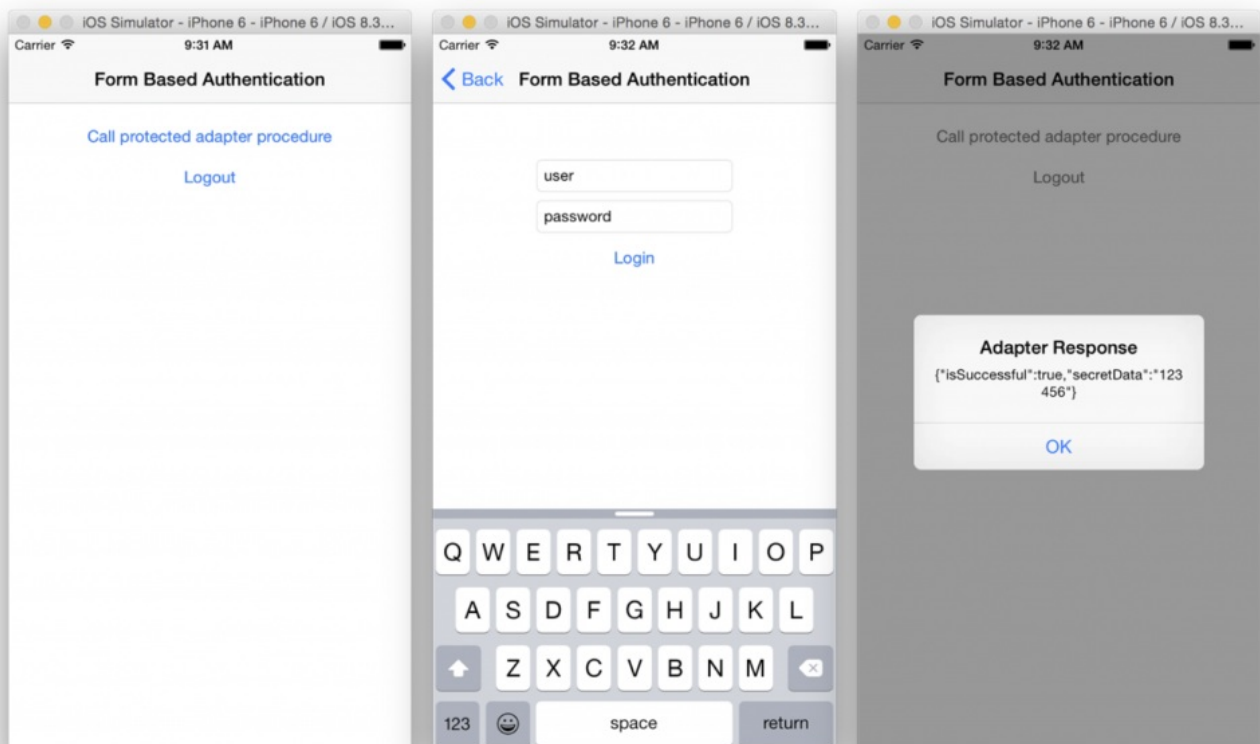 iOS Simulator - iPhone 6 - iPhone 6 / iOS 8.3...
Carrier
9:31 AM
Form Based Authentication
Call protected adapter procedure
Logout
iOS Simulator - iPhone 6 - iPhone 6 / iOS 8.3...
Carrier
9:32 AM
Back
Form Based Authentication
user
password
Login
Q W E R T Y U I O P
A S D F G H J K L
Z X C V B N M
123 space return
iOS Simulator - iPhone 6 - iPhone 6 / iOS 8.3...
Carrier
9:32 AM
Form Based Authentication
Call protected adapter procedure
Logout
Adapter Response
{"isSuccessful":true,"secretData":"123
456"}
OK